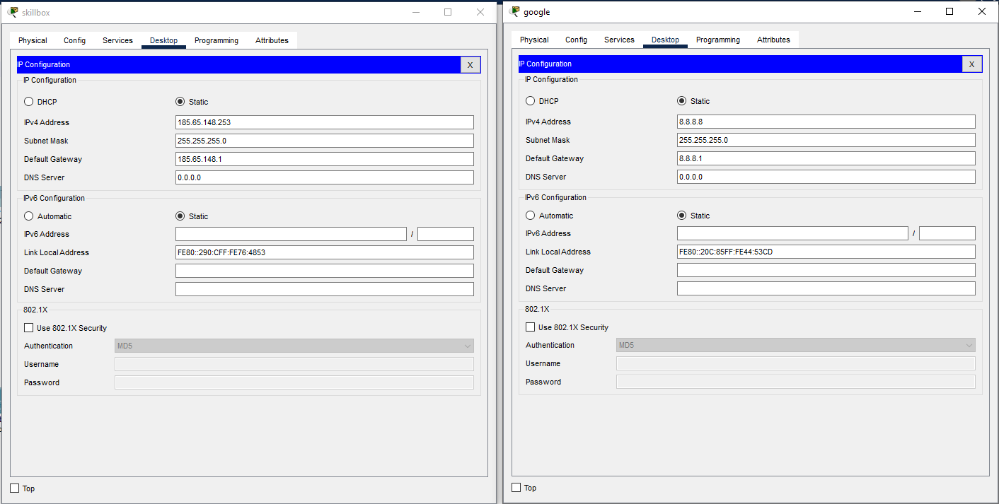 skillbox
Physical Config Services Desktop Programming Attributes
IP Configuration X
IP Configuration
DHCP Static
IPv4 Address 185.65.148.253
Subnet Mask 255.255.255.0
Default Gateway 185.65.148.1
DNS Server 0.0.0.0
IPv6 Configuration
Automatic Static
IPv6 Address /
Link Local Address FE80::290:CFF:FE76:4853
Default Gateway
DNS Server
802.1X
Use 802.1X Security
Authentication MD5
Username
Password
Top
google
Physical Config Services Desktop Programming Attributes
IP Configuration X
IP Configuration
DHCP Static
IPv4 Address 8.8.8.8
Subnet Mask 255.255.255.0
Default Gateway 8.8.8.1
DNS Server 0.0.0.0
IPv6 Configuration
Automatic Static
IPv6 Address /
Link Local Address FE80::20C:85FF:FE44:53CD
Default Gateway
DNS Server
802.1X
Use 802.1X Security
Authentication MD5
Username
Password
Top